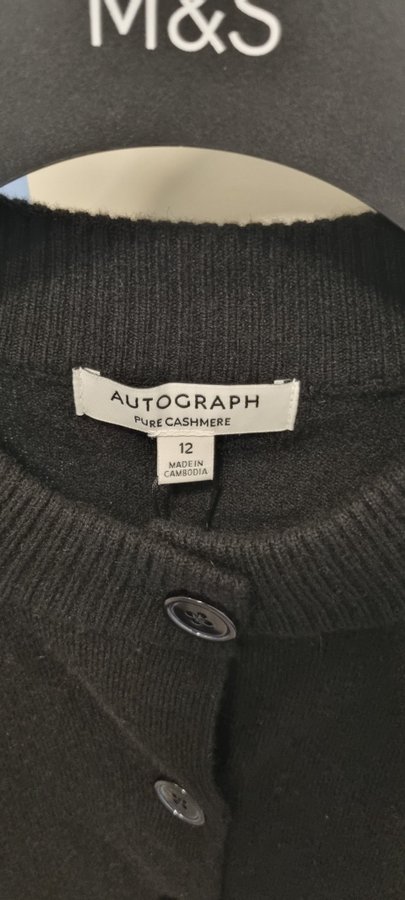 M&S
AUTOGRAPH
PURE CASHMERE
12
MADE IN
CAMBODIA